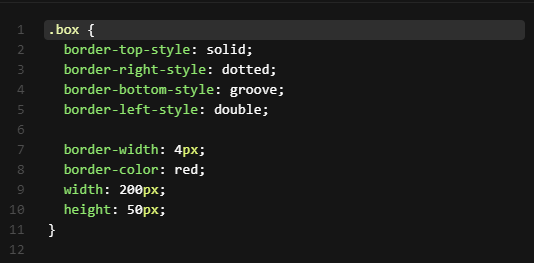 1 .box {
2   border-top-style: solid;
3   border-right-style: dotted;
4   border-bottom-style: groove;
5   border-left-style: double;
6
7   border-width: 4px;
8   border-color: red;
9   width: 200px;
10   height: 50px;
11 }
12